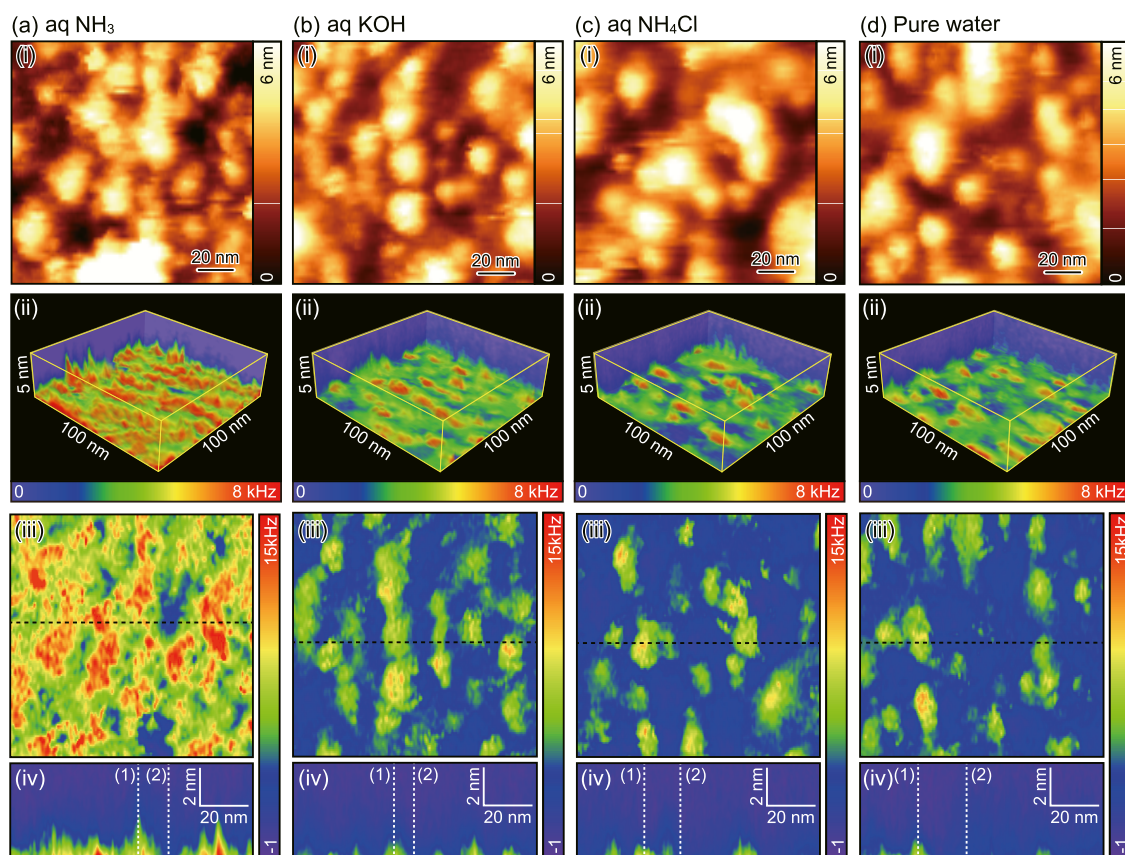 (a) aq NH₃ (b) aq KOH (c) aq NH₄Cl (d) Pure water
(i) 6 nm 0 20 nm (i) 6 nm 0 20 nm (i) 6 nm 0 20 nm (i) 6 nm 0 20 nm
(ii) 5 nm 100 nm 100 nm (ii) 5 nm 100 nm 100 nm (ii) 5 nm 100 nm 100 nm (ii) 5 nm 100 nm 100 nm
0 8 kHz 0 8 kHz 0 8 kHz 0 8 kHz
(iii) 15kHz (iii) 15kHz (iii) 15kHz (iii) 15kHz
(iv) (1) (2) 2 nm 20 nm -1 (iv) (1) (2) 2 nm 20 nm -1 (iv) (1) (2) 2 nm 20 nm -1 (iv) (1) (2) 2 nm 20 nm -1